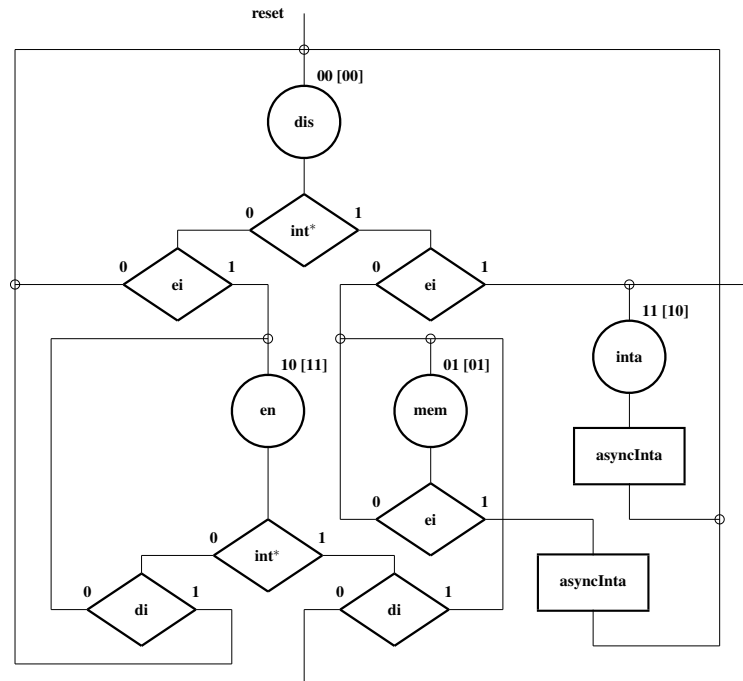 reset
00 [00]
dis
0 1
int*
0 1
ei
0 1
ei
11 [10]
inta
10 [11]
en
01 [01]
mem
asyncInta
0 1
ei
0 1
int*
asyncInta
0 1
di
0 1
di